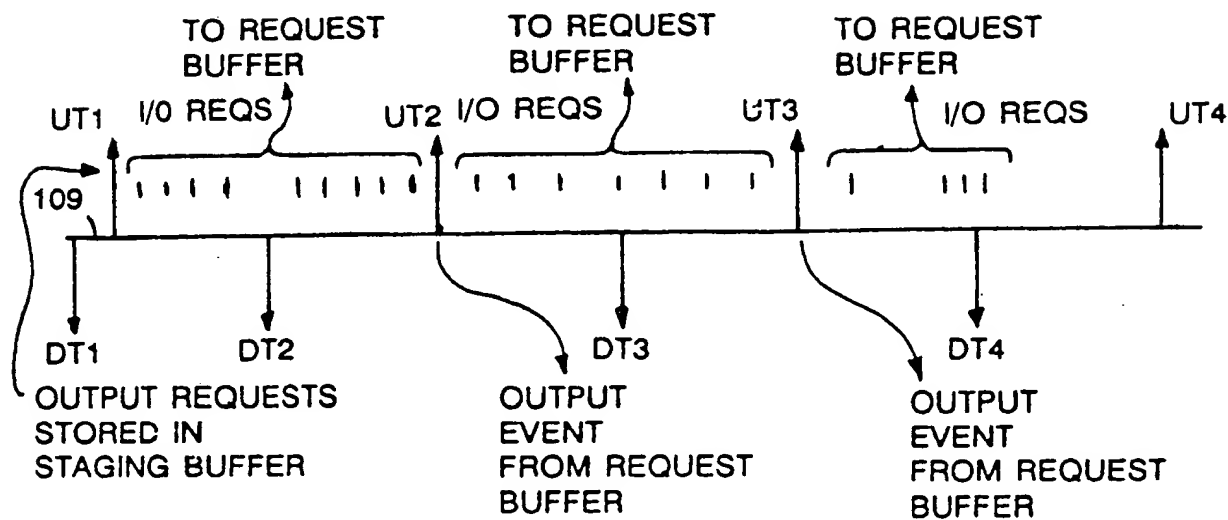 TO REQUEST
BUFFER
TO REQUEST
BUFFER
TO REQUEST
BUFFER
UT1
I/0 REQS
UT2
I/O REQS
UT3
I/O REQS
UT4
109
DT1
DT2
DT3
DT4
OUTPUT REQUESTS
STORED IN
STAGING BUFFER
OUTPUT
EVENT
FROM REQUEST
BUFFER
OUTPUT
EVENT
FROM REQUEST
BUFFER